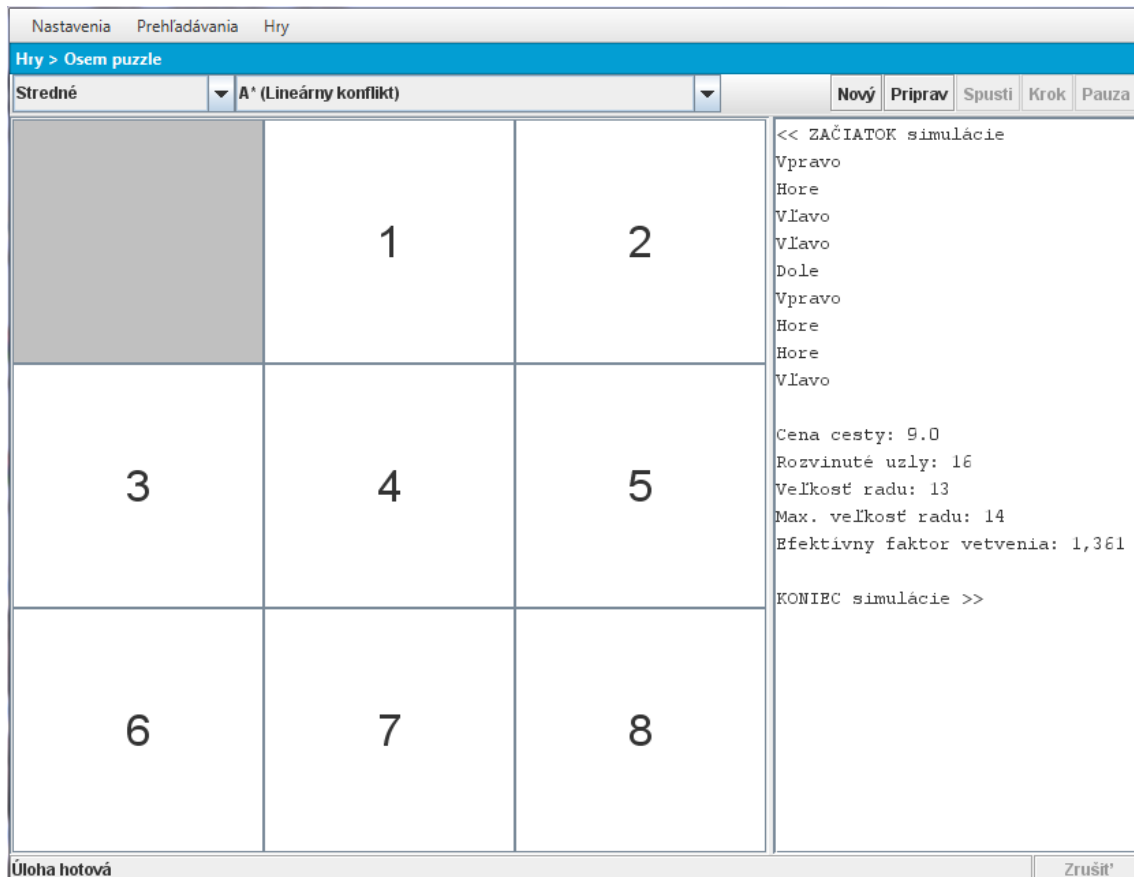 Nastavenia Prehľadávania Hry
Hry > Osem puzzle
Stredné A* (Lineárny konflikt) Nový Priprav Spusti Krok Pauza
1 2
3 4 5
6 7 8
<< ZAČIATOK simulácie
Vpravo
Hore
Vľavo
Vľavo
Dole
Vpravo
Hore
Hore
Vľavo
Cena cesty: 9.0
Rozvinuté uzly: 16
Veľkosť radu: 13
Max. veľkosť radu: 14
Efektívny faktor vetvenia: 1,361
KONIEC simulácie >>
Úloha hotová Zrušiť